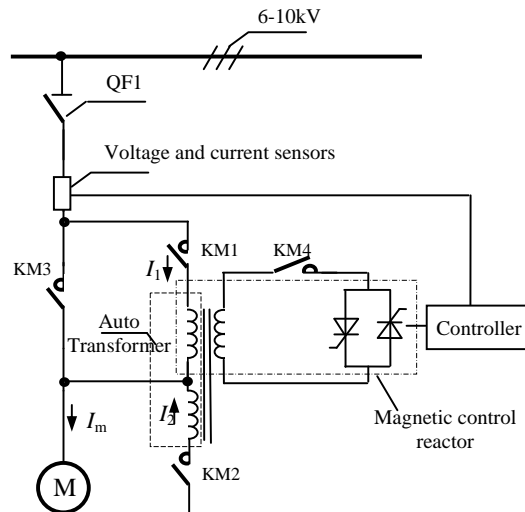 6-10kV
QF1
Voltage and current sensors
KM1
KM4
KM3
I1
Auto
Transformer
Controller
I2
Im
Magnetic control
reactor
KM2
M